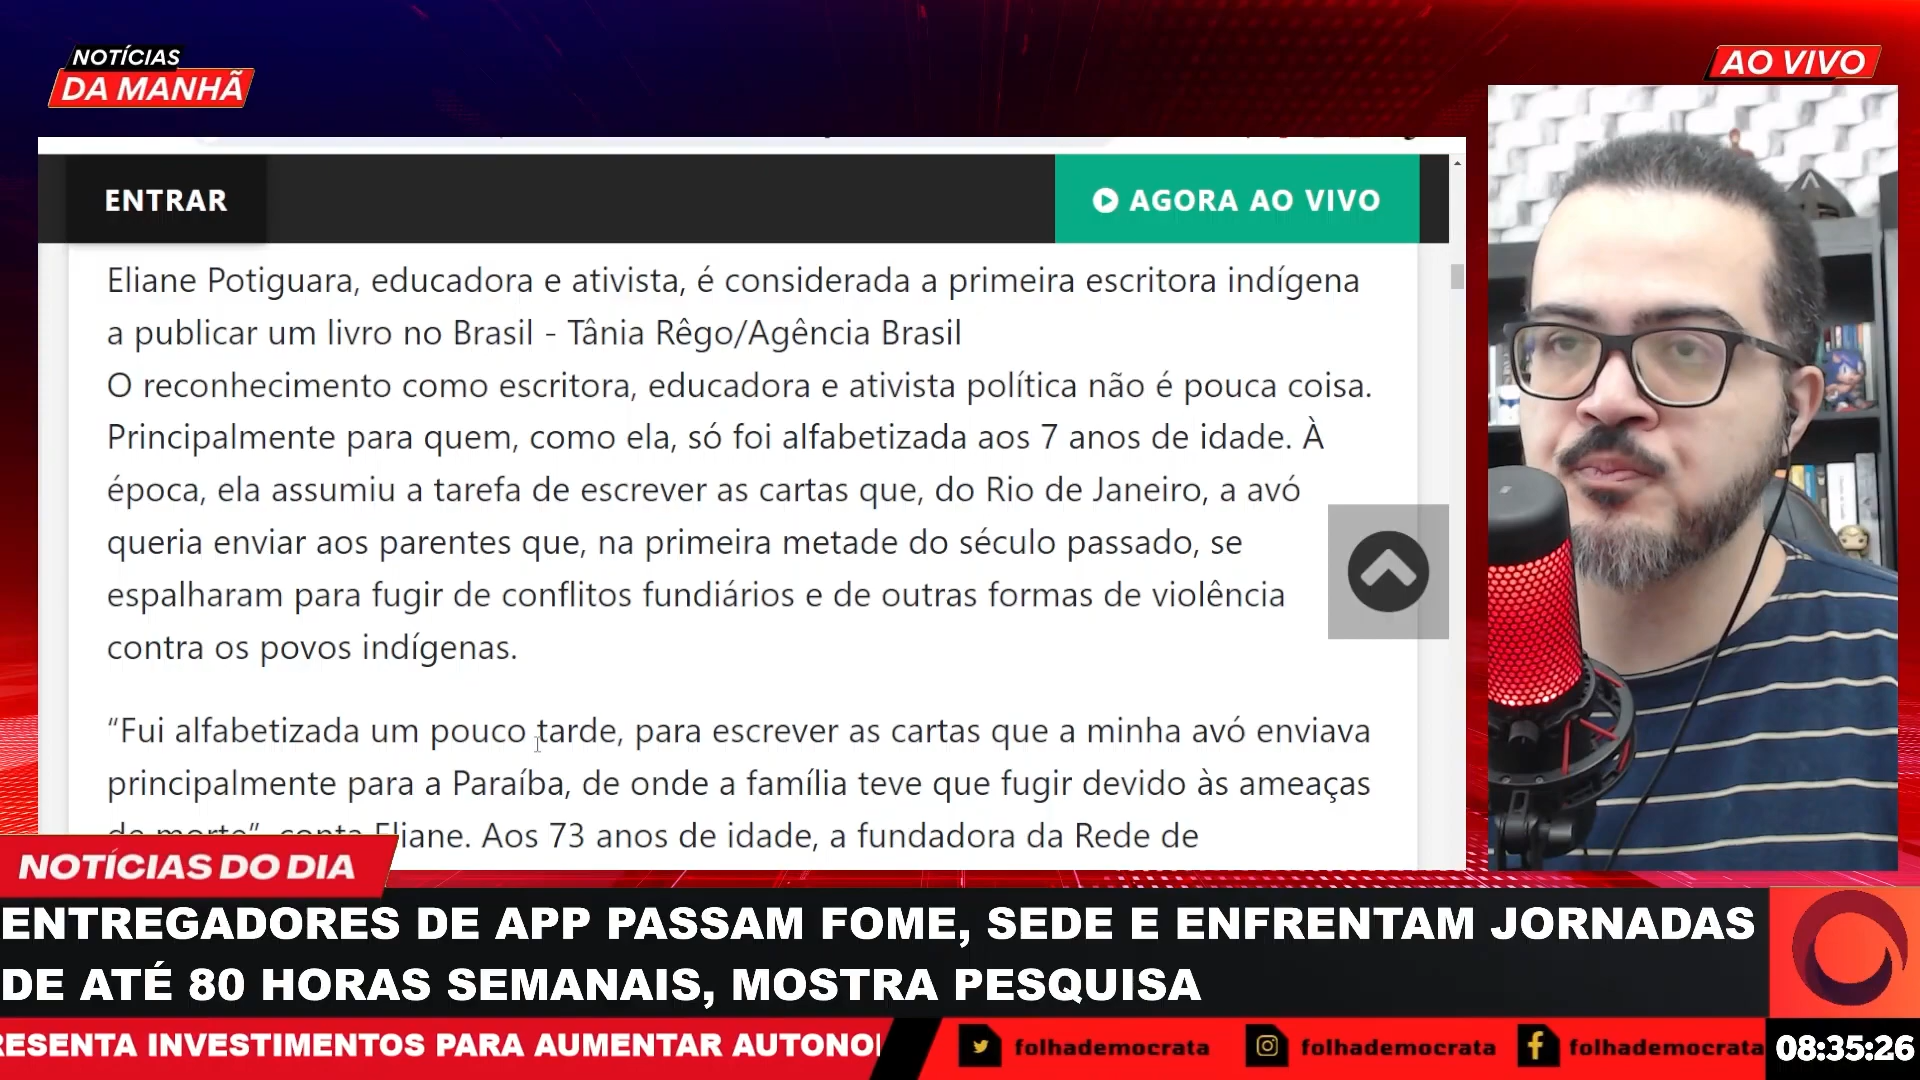 NOTÍCIAS
DA MANHÃ
AO VIVO
ENTRAR
AGORA AO VIVO
Eliane Potiguara, educadora e ativista, é considerada a primeira escritora indígena
a publicar um livro no Brasil - Tânia Rêgo/Agência Brasil
O reconhecimento como escritora, educadora e ativista política não é pouca coisa.
Principalmente para quem, como ela, só foi alfabetizada aos 7 anos de idade. À
época, ela assumiu a tarefa de escrever as cartas que, do Rio de Janeiro, a avó
queria enviar aos parentes que, na primeira metade do século passado, se
espalharam para fugir de conflitos fundiários e de outras formas de violência
contra os povos indígenas.
“Fui alfabetizada um pouco tarde, para escrever as cartas que a minha avó enviava
principalmente para a Paraíba, de onde a família teve que fugir devido às ameaças
de morte”, conta Eliane. Aos 73 anos de idade, a fundadora da Rede de
NOTÍCIAS DO DIA
ENTREGADORES DE APP PASSAM FOME, SEDE E ENFRENTAM JORNADAS
DE ATÉ 80 HORAS SEMANAIS, MOSTRA PESQUISA
RESENTA INVESTIMENTOS PARA AUMENTAR AUTONO
folhademocrata
folhademocrata
folhademocrata
08:35:26